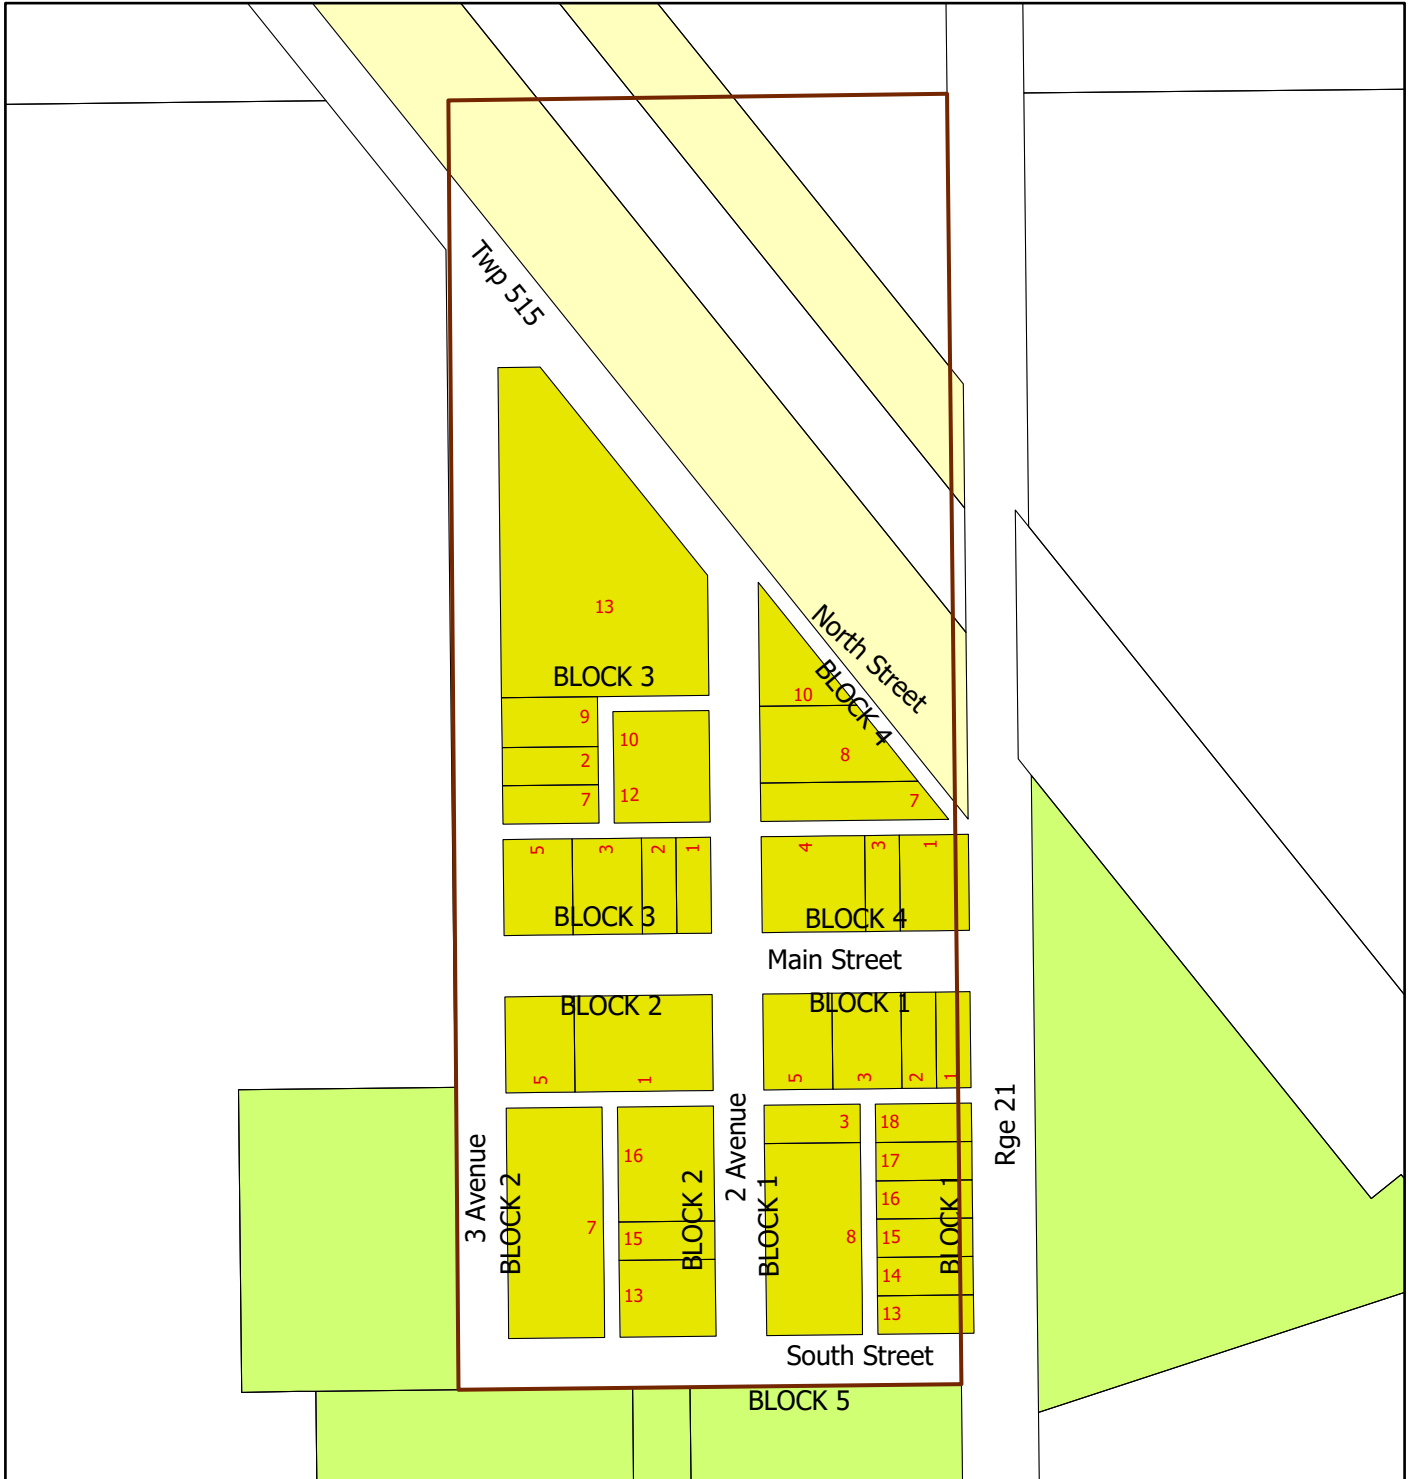 Twp 515
13
BLOCK 3
North Street
BLOCK 4
10
8
7
9
2
7
10
12
5
3
2
1
BLOCK 3
4
3
1
BLOCK 4
Main Street
BLOCK 2
5
1
BLOCK 1
5
3
2
1
3 Avenue
BLOCK 2
7
16
15
13
BLOCK 2
2 Avenue
BLOCK 1
3
8
18
17
16
15
14
13
BLOCK 1
Rge 21
South Street
BLOCK 5